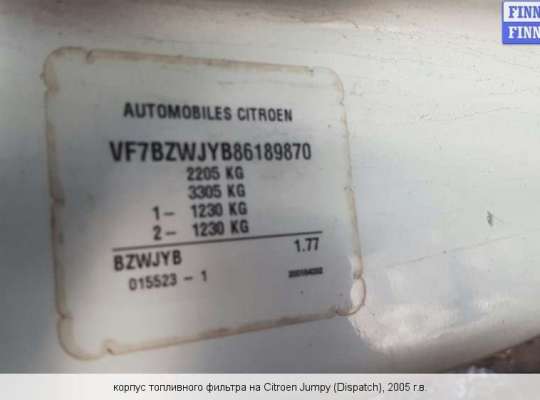 FINN
FINN
AUTOMOBILES CITROEN
VF7BZWJYB86189870
2205 KG
3305 KG
1- 1230 KG
2- 1230 KG
BZWJYB 1.77
015523 - 1
корпус топливного фильтра на Citroen Jumpy (Dispatch), 2005 г.в.